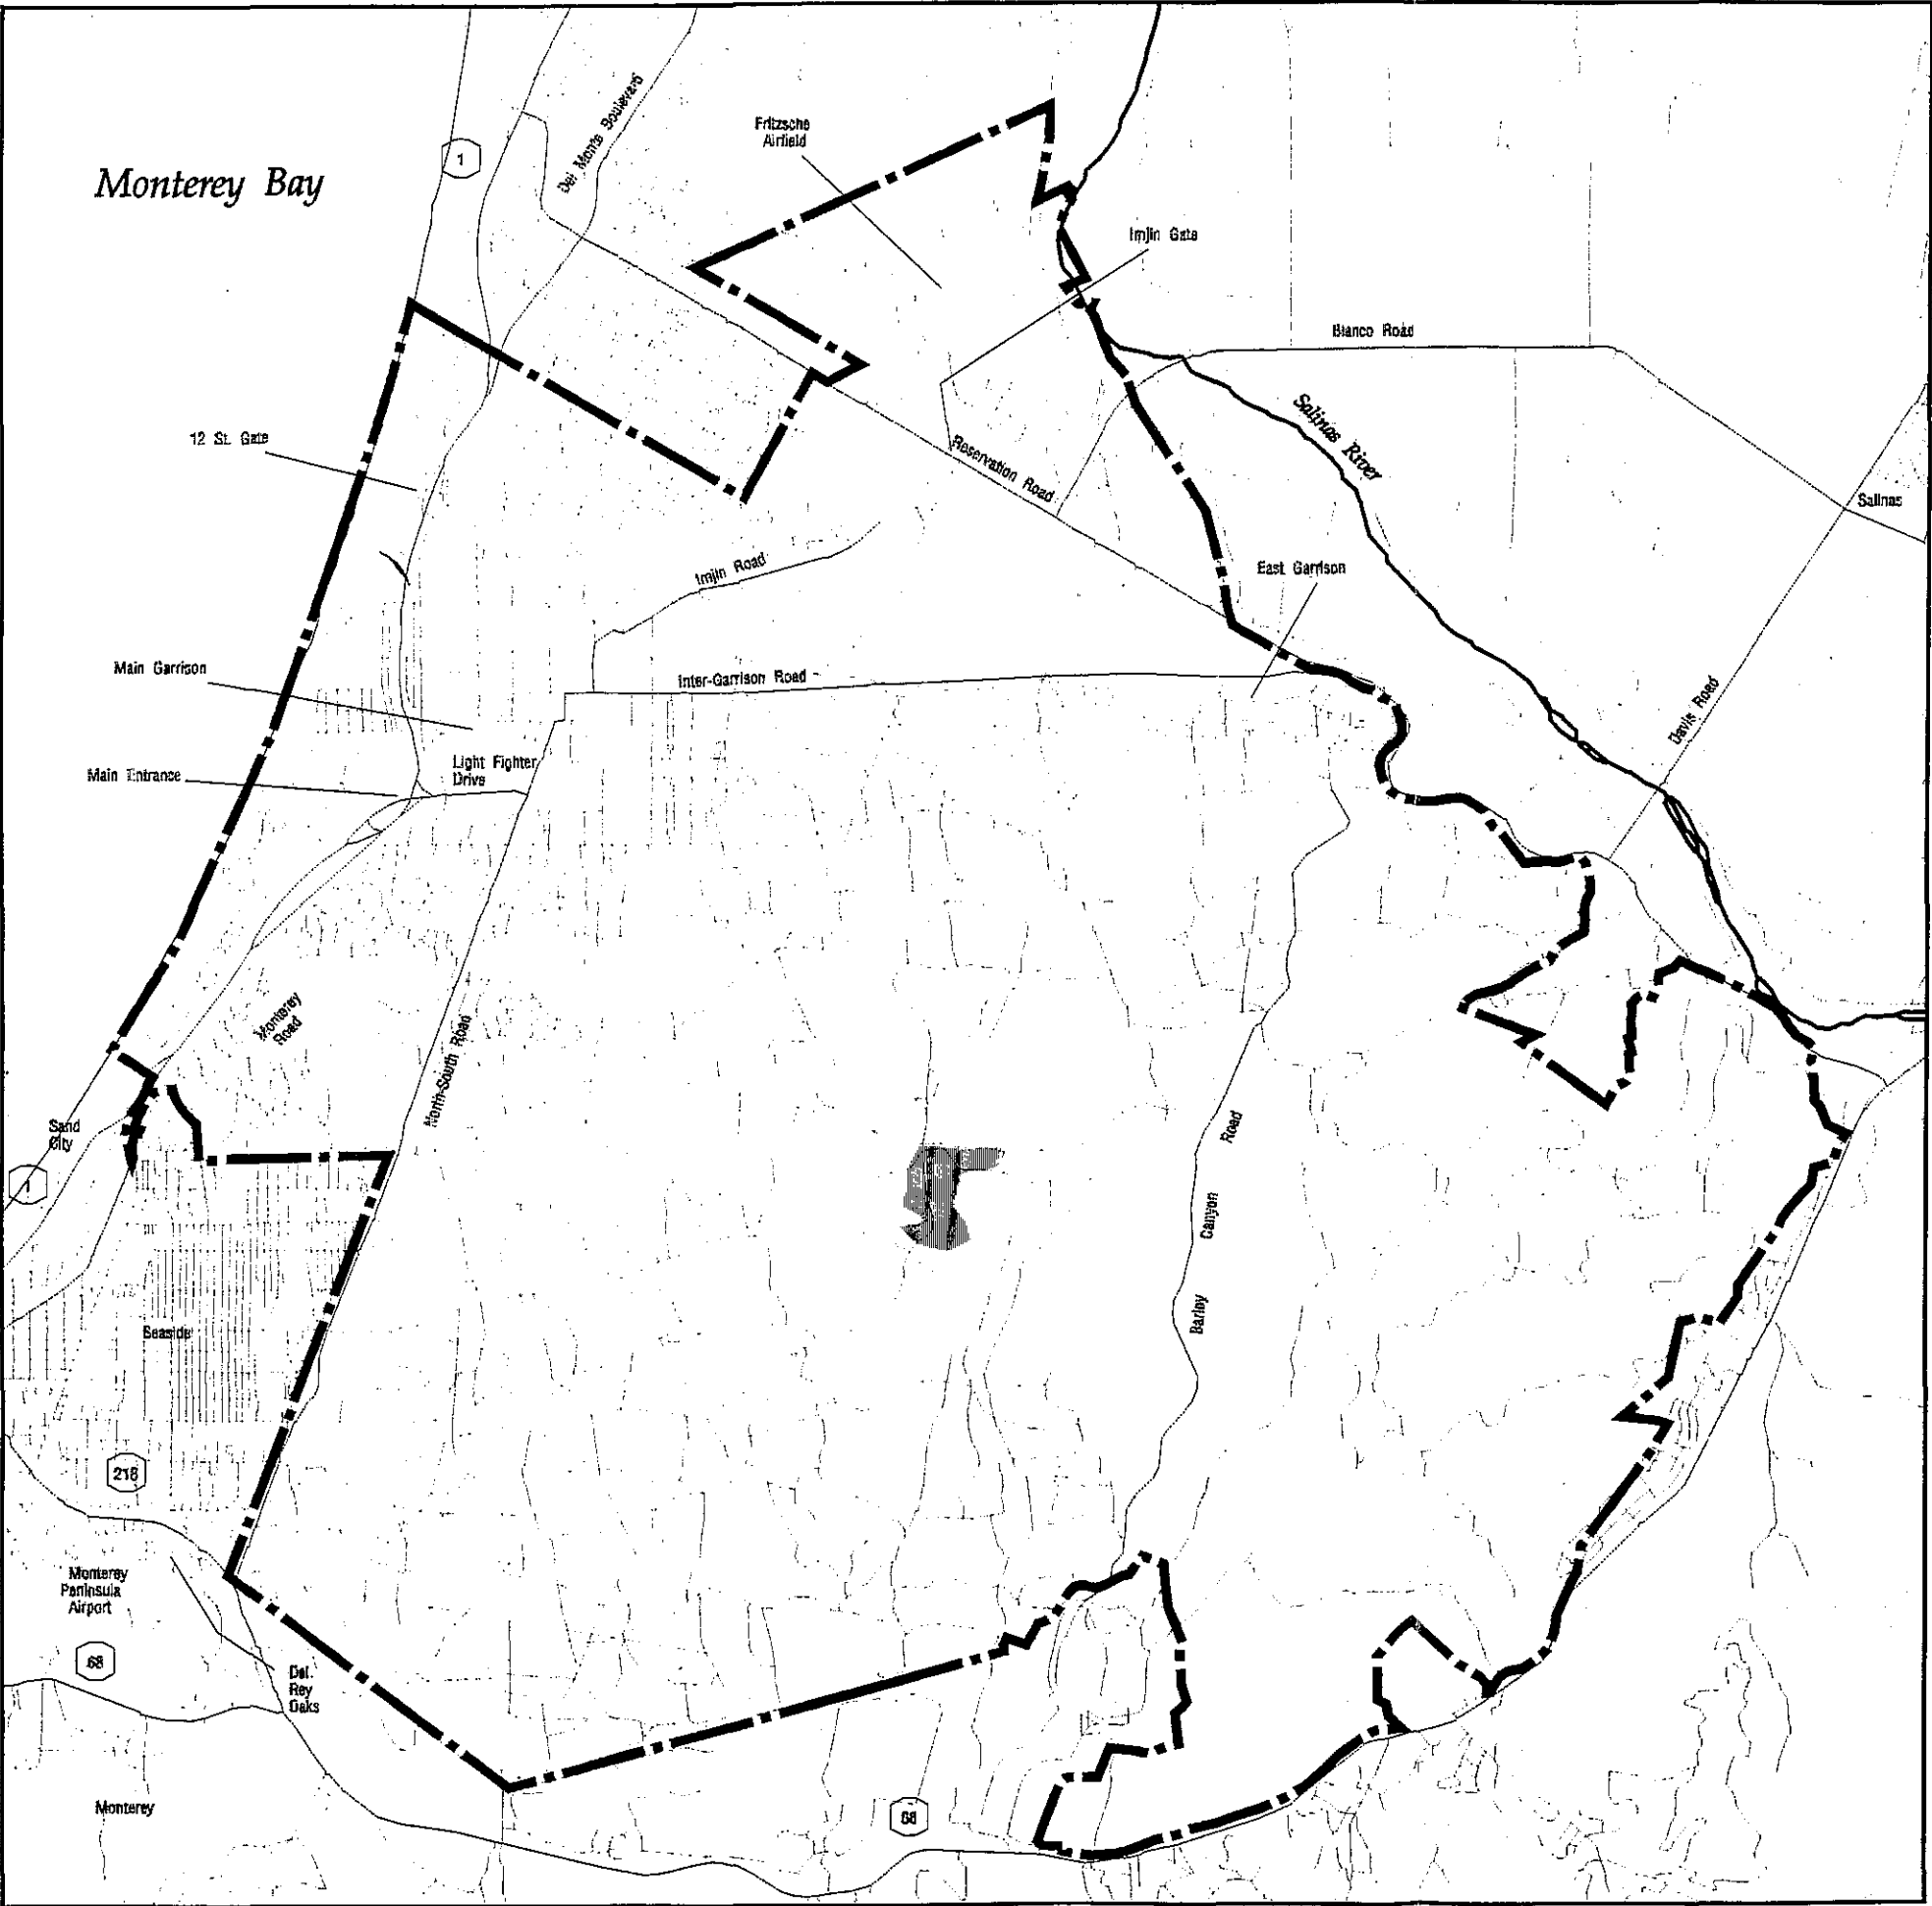 Del Monte Boulevard
Fritzsche
Airfield
1
Monterey Bay
Imjin Gate
Blanco Road
12 St. Gate
Salinas River
Reservation Road
Salinas
Imjin Road
East Garrison
Main Garrison
Inter-Garrison Road
Davis Road
Light Fighter
Drive
Main Entrance
Monterey
Road
North-South Road
Sand
City
1
Barley Canyon Road
Seaside
218
Monterey
Peninsula
Airport
68
Del
Rey
Oaks
Monterey
68